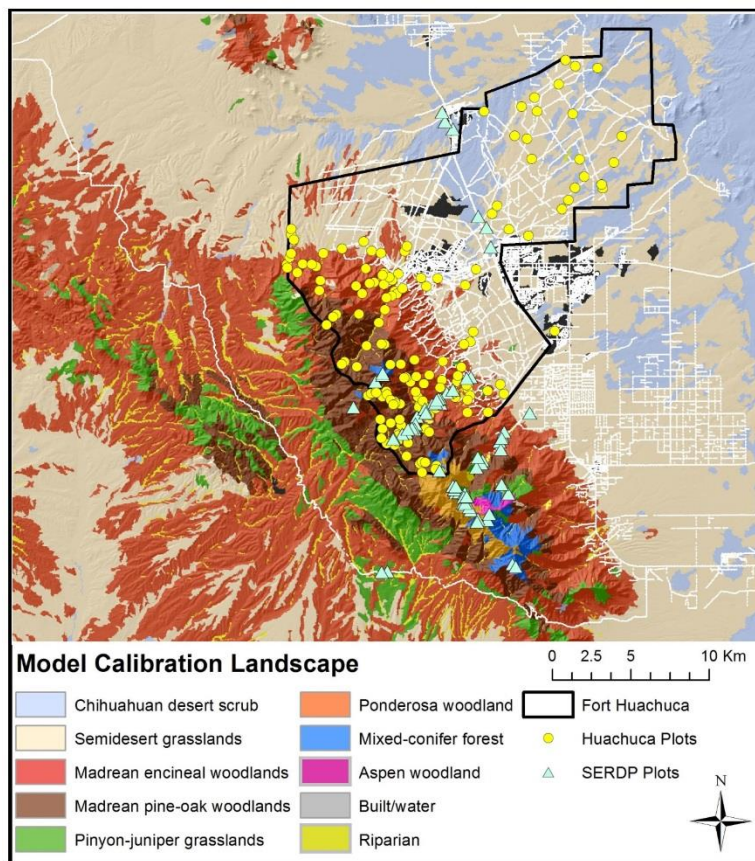 Model Calibration Landscape
0 2.5 5 10 Km
Chihuahuan desert scrub
Semidesert grasslands
Madrean encineal woodlands
Madrean pine-oak woodlands
Pinyon-juniper grasslands
Ponderosa woodland
Mixed-conifer forest
Aspen woodland
Built/water
Riparian
Fort Huachuca
Huachuca Plots
SERDP Plots
N